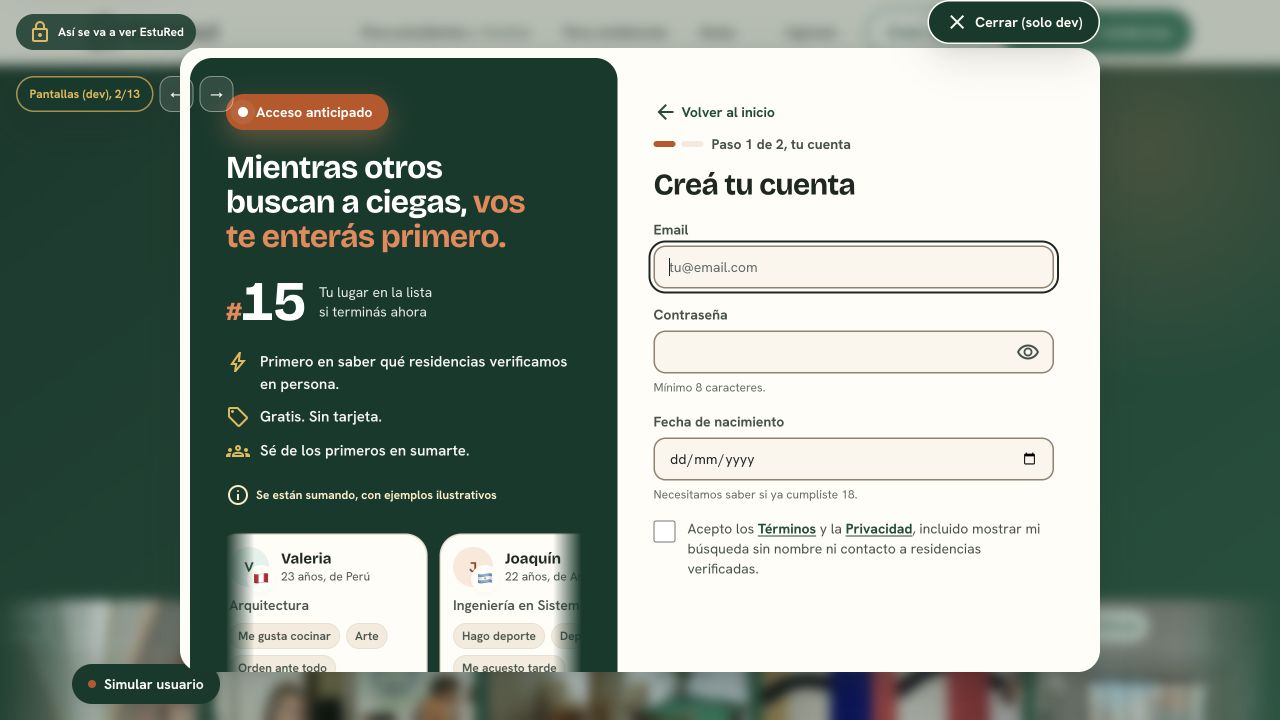 Así se va a ver EstuRed
Cerrar (solo dev)
Pantallas (dev), 2/13
←
→
Acceso anticipado
Mientras otros
buscan a ciegas, vos
te enterás primero.
#15
Tu lugar en la lista
si terminás ahora
Primero en saber qué residencias verificamos
en persona.
Gratis. Sin tarjeta.
Sé de los primeros en sumarte.
Se están sumando, con ejemplos ilustrativos
V
Valeria
23 años, de Perú
Arquitectura
Me gusta cocinar
Arte
Orden ante todo
J
Joaquín
22 años, de
Ingeniería en
Hago deporte
Me acuesto tarde
Volver al inicio
Paso 1 de 2, tu cuenta
Creá tu cuenta
Email
tu@email.com
Contraseña
Mínimo 8 caracteres.
Fecha de nacimiento
dd/mm/yyyy
Necesitamos saber si ya cumpliste 18.
Acepto los Términos y la Privacidad, incluido mostrar mi
búsqueda sin nombre ni contacto a residencias
verificadas.
Simular usuario